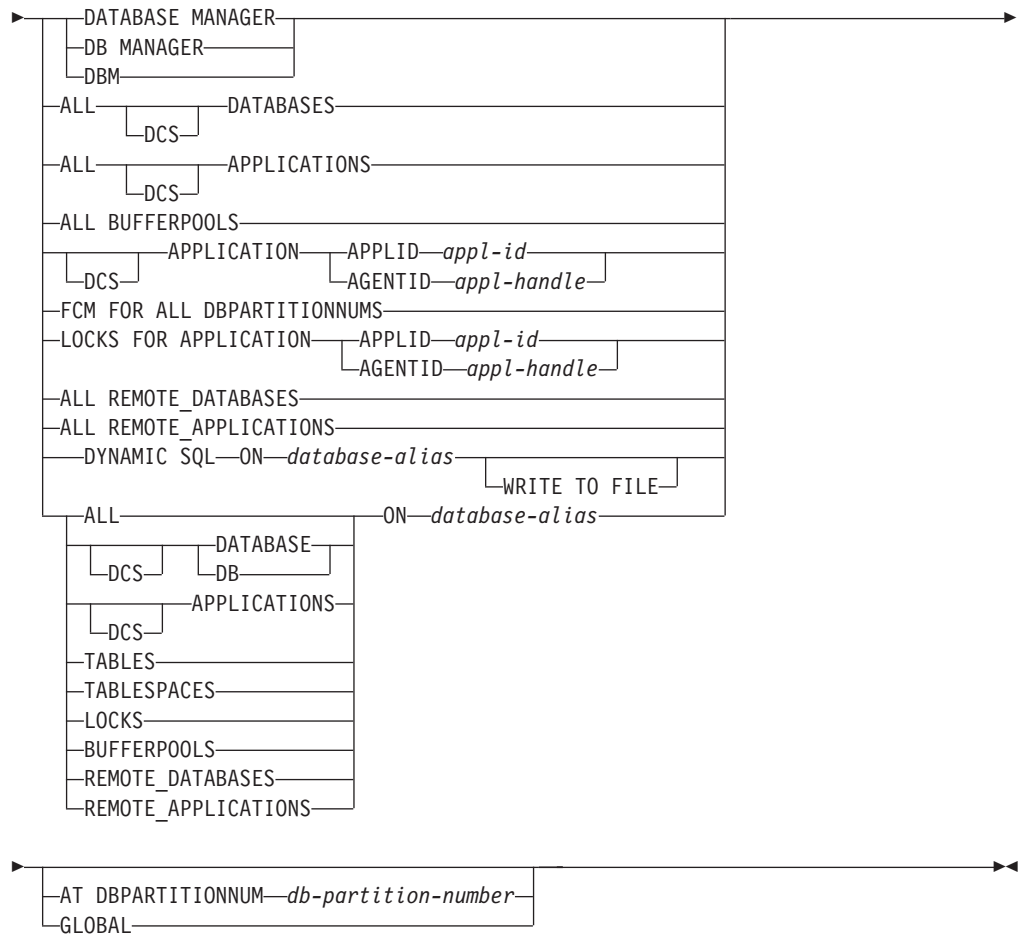 DATABASE MANAGER
DB MANAGER
DBM
ALL DATABASES
DCS
ALL APPLICATIONS
DCS
ALL BUFFERPOOLS
APPLICATION APPLID appl-id
DCS AGENTID appl-handle
FCM FOR ALL DBPARTITIONNUMS
LOCKS FOR APPLICATION APPLID appl-id
AGENTID appl-handle
ALL REMOTE_DATABASES
ALL REMOTE_APPLICATIONS
DYNAMIC SQL ON database-alias
WRITE TO FILE
ALL ON database-alias
DATABASE
DCS DB
APPLICATIONS
DCS
TABLES
TABLESPACES
LOCKS
BUFFERPOOLS
REMOTE_DATABASES
REMOTE_APPLICATIONS
AT DBPARTITIONNUM db-partition-number
GLOBAL